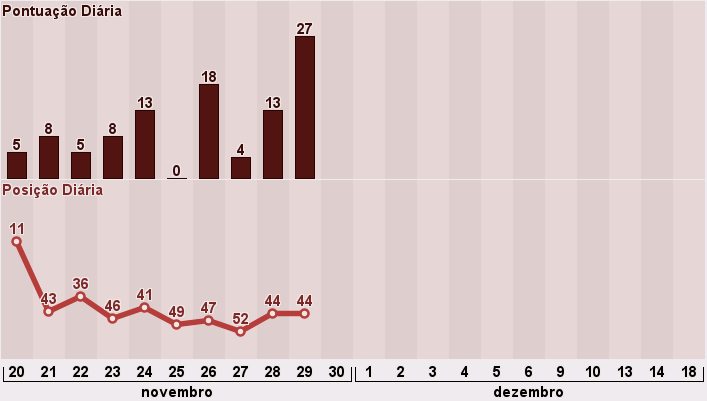 Pontuação Diária
5 8 5 8 13 0 18 4 13 27
Posição Diária
11 43 36 46 41 49 47 52 44 44
20 21 22 23 24 25 26 27 28 29 30 1 2 3 4 5 6 9 10 13 14 18
novembro dezembro